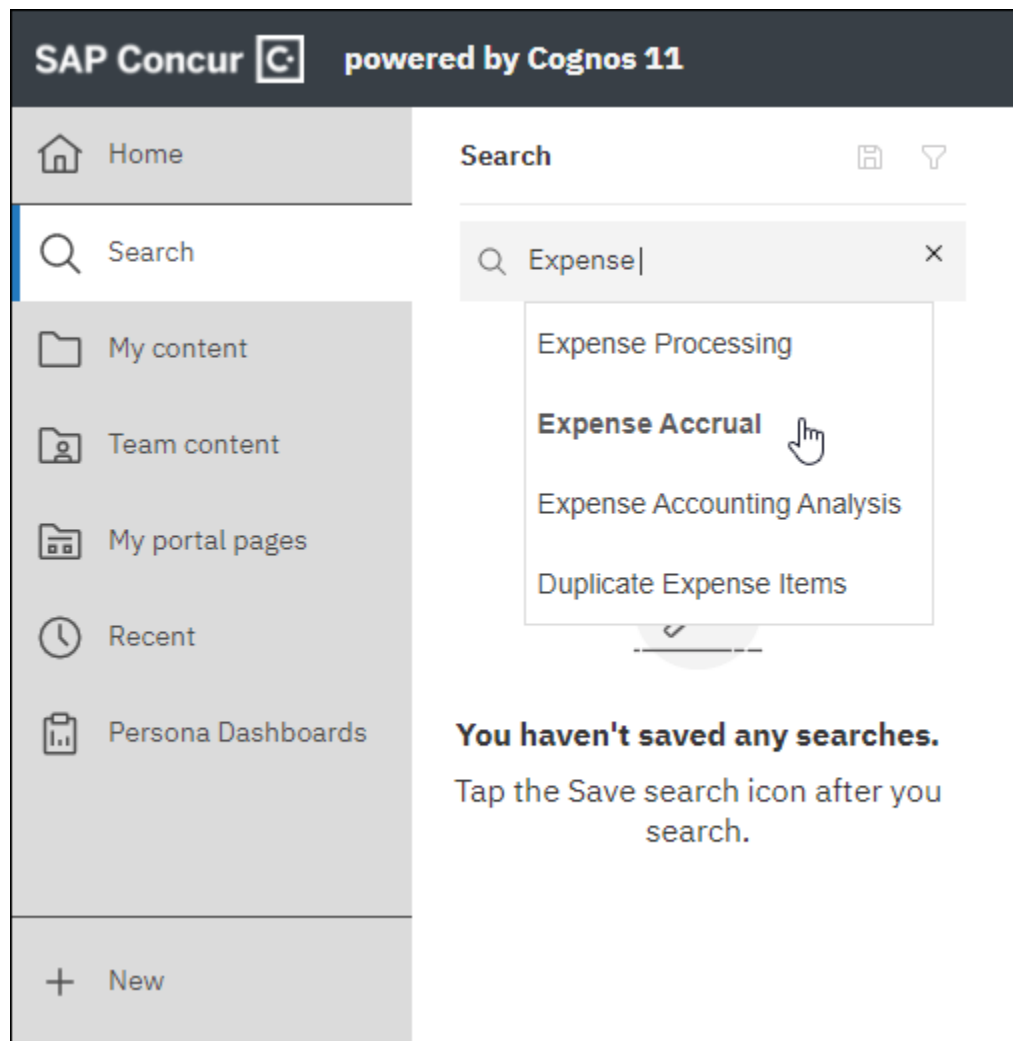 SAP Concur C powered by Cognos 11
Home
Search
My content
Team content
My portal pages
Recent
Persona Dashboards
New
Search
Expense
Expense Processing
Expense Accrual
Expense Accounting Analysis
Duplicate Expense Items
You haven't saved any searches.
Tap the Save search icon after you
search.